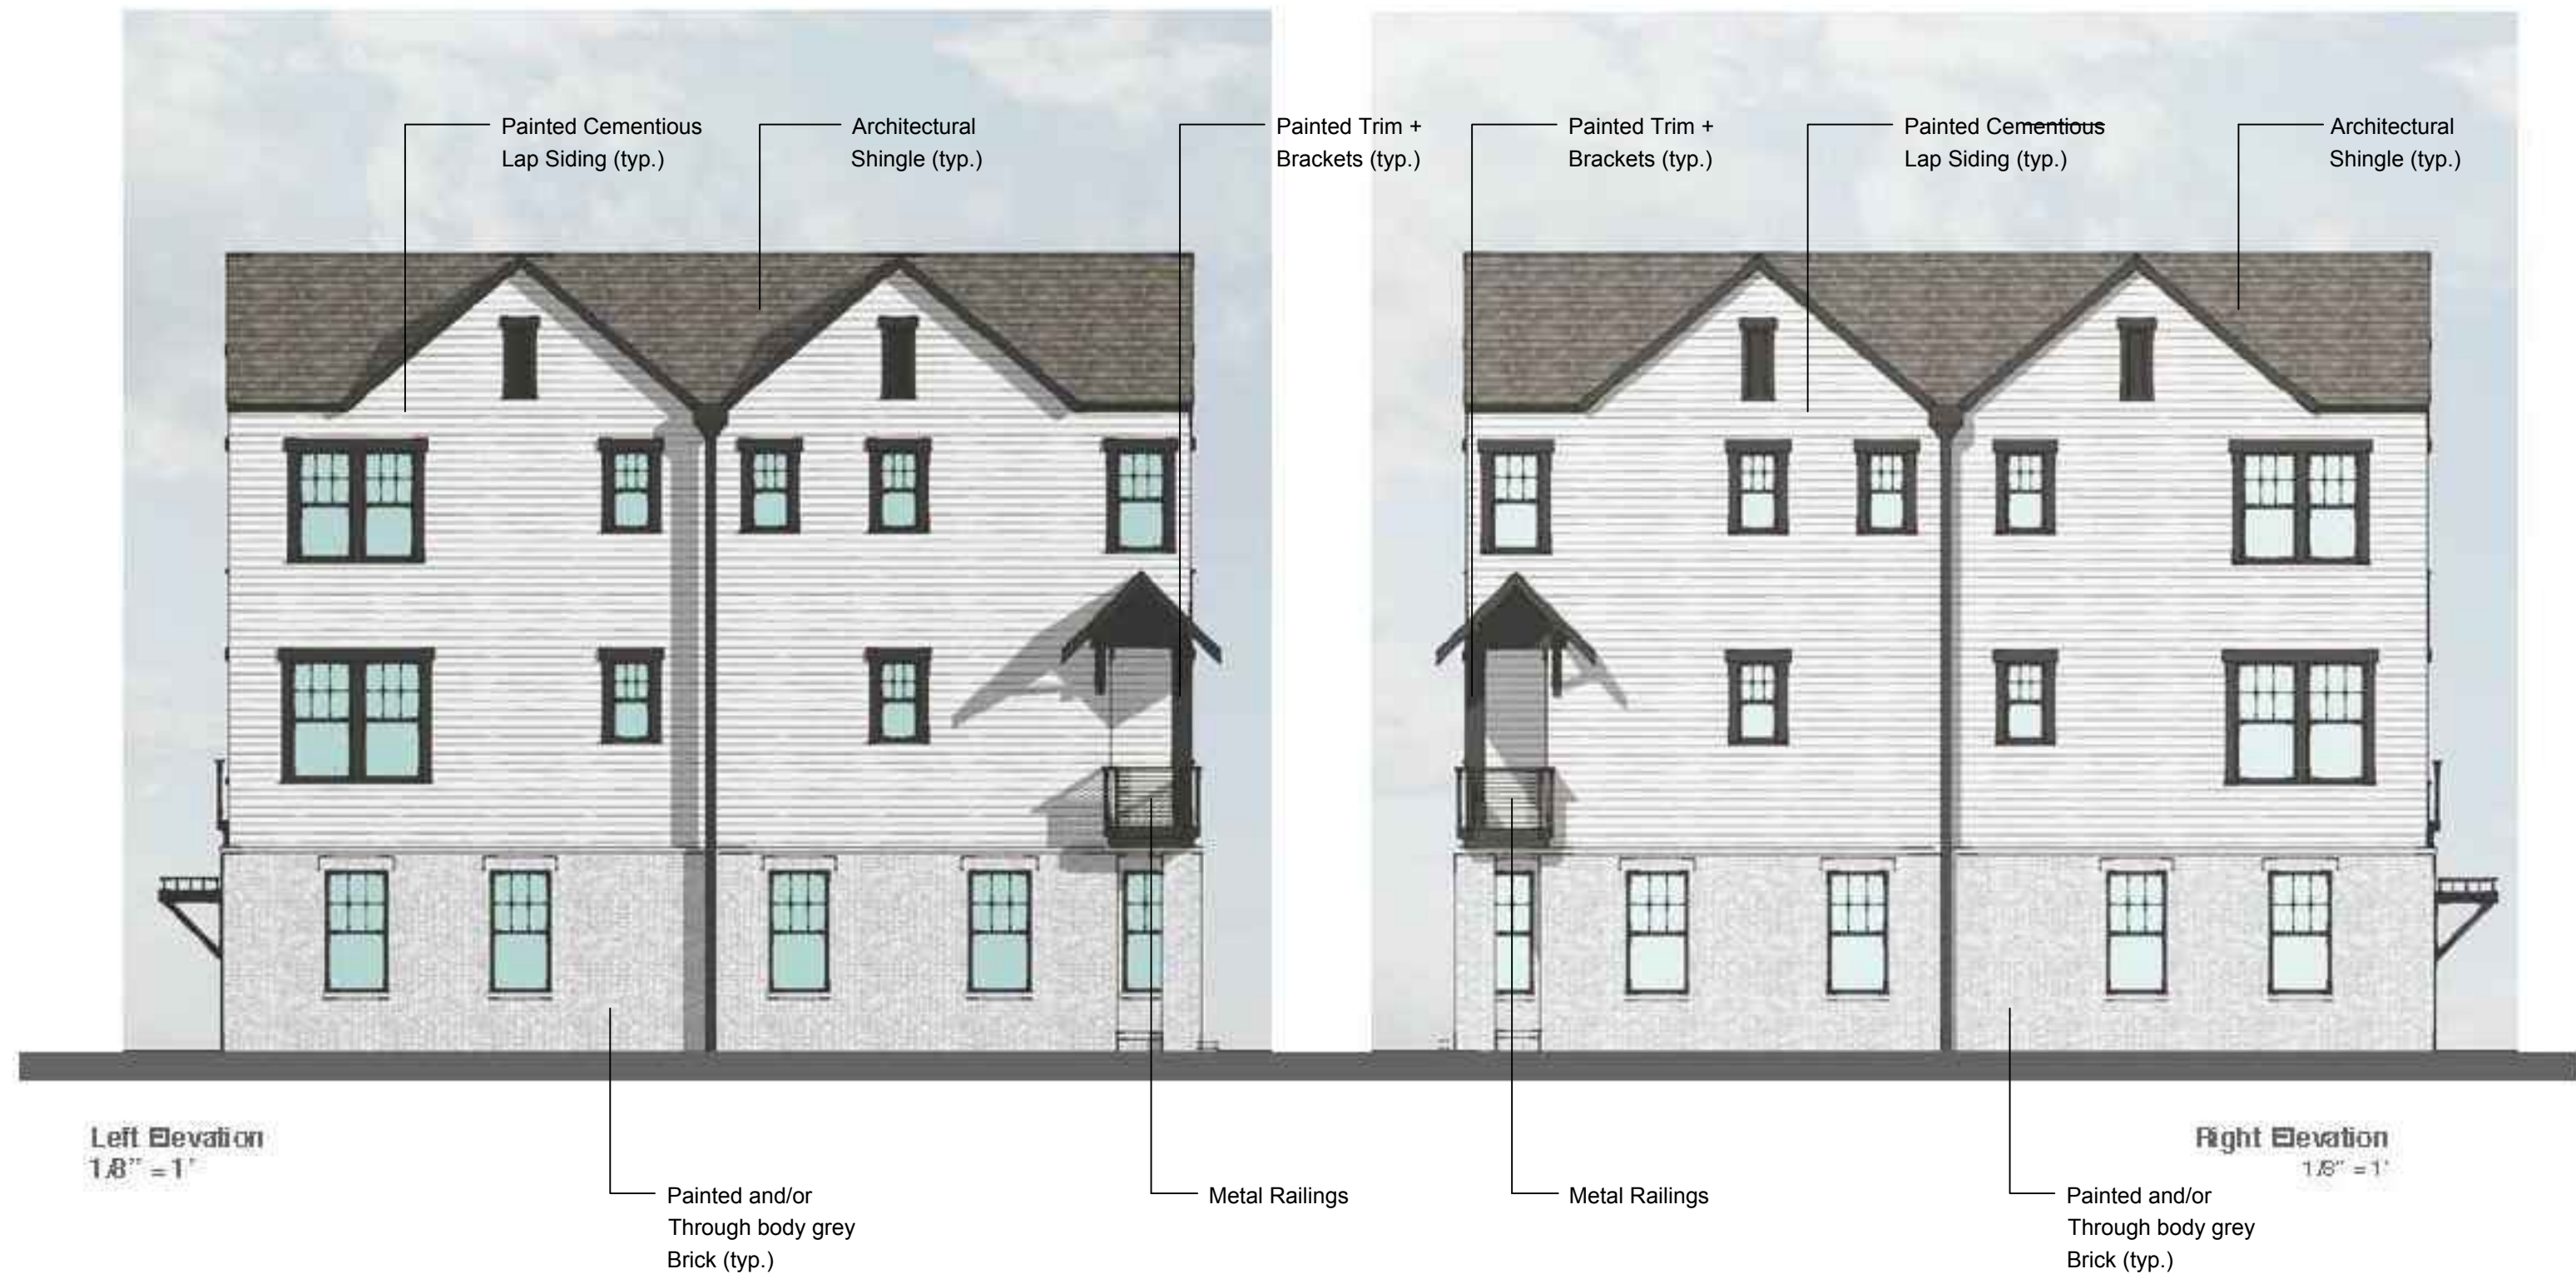 Painted Cementious
Lap Siding (typ.)
Architectural
Shingle (typ.)
Painted Trim +
Brackets (typ.)
Painted Trim +
Brackets (typ.)
Painted Cementious
Lap Siding (typ.)
Architectural
Shingle (typ.)
Left Elevation
1/8" = 1'
Right Elevation
1/8" = 1'
Painted and/or
Through body grey
Brick (typ.)
Metal Railings
Metal Railings
Painted and/or
Through body grey
Brick (typ.)